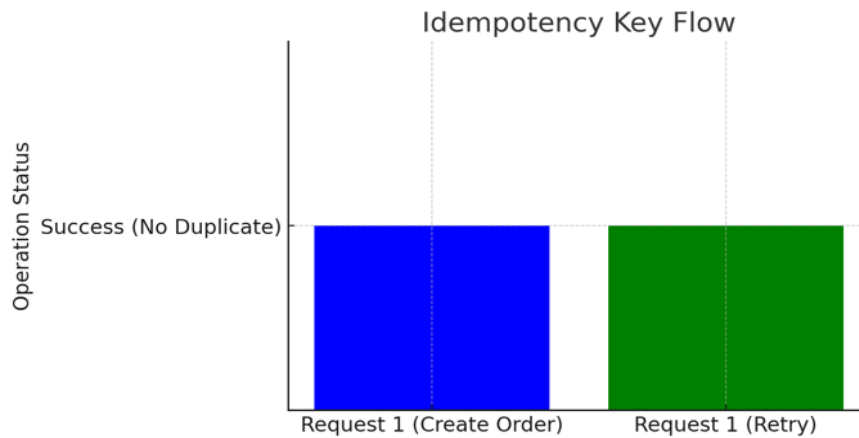 Idempotency Key Flow
Operation Status
Success (No Duplicate)
Request 1 (Create Order)
Request 1 (Retry)